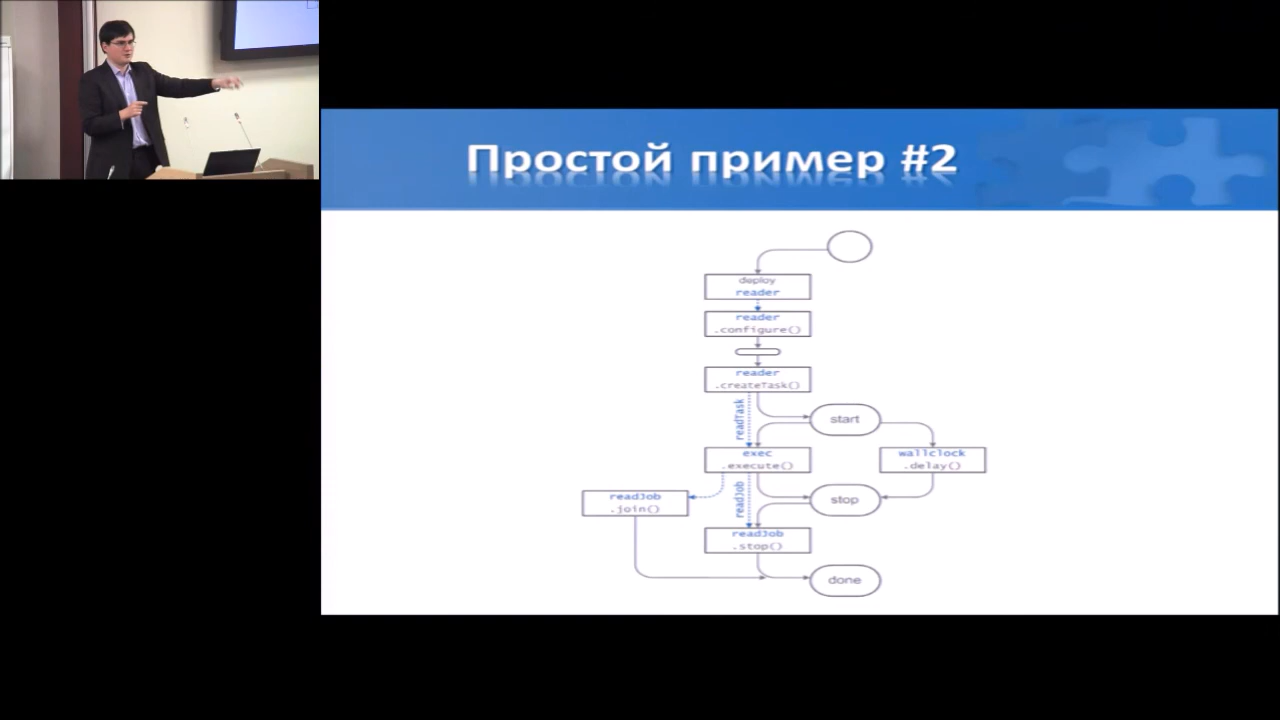 Простой пример #2
deploy
reader
reader
.configure()
reader
.createTask()
readTask
start
exec
.execute()
wallclock
.delay()
readJob
.join()
readJob
stop
readJob
.stop()
done